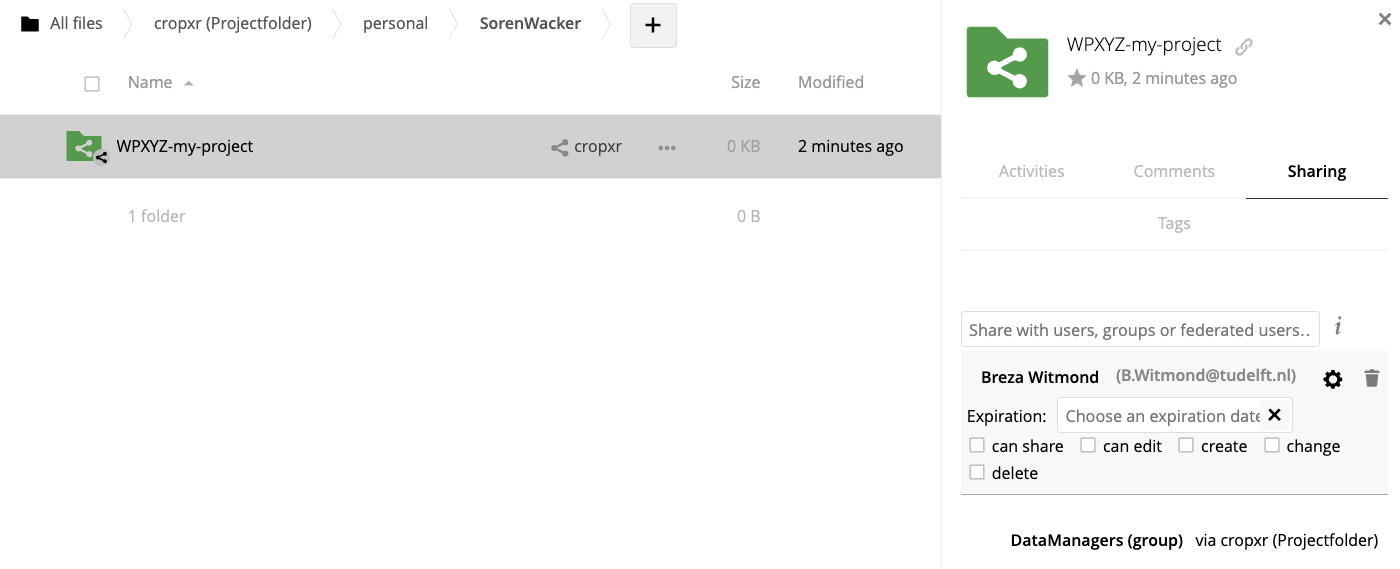 All files cropxr (Projectfolder) personal SorenWacker +
Name Size Modified
WPXYZ-my-project cropxr ••• 0 KB 2 minutes ago
1 folder 0 B
WPXYZ-my-project
0 KB, 2 minutes ago
Activities Comments Sharing
Tags
Share with users, groups or federated users.. i
Breza Witmond (B.Witmond@tudelft.nl)
Expiration: Choose an expiration date
can share can edit create change
delete
DataManagers (group) via cropxr (Projectfolder)